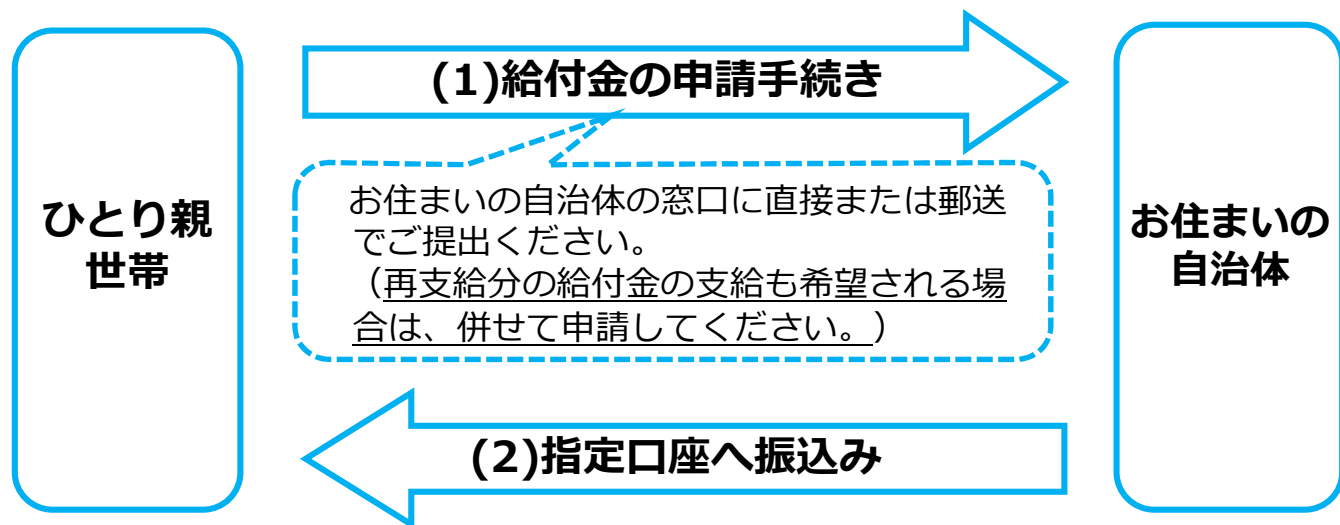 (1)給付金の申請手続き
ひとり親
世帯
お住まいの自治体の窓口に直接または郵送
でご提出ください。
（再支給分の給付金の支給も希望される場
合は、併せて申請してください。）
お住まいの
自治体
(2)指定口座へ振込み